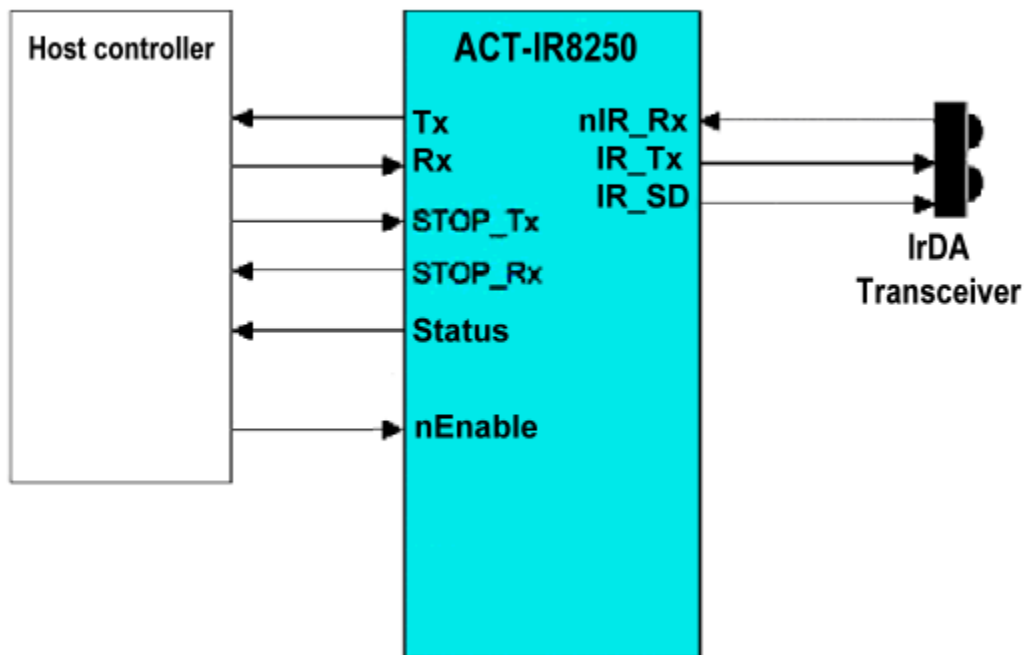 Host controller
ACT-IR8250
Tx
Rx
STOP_Tx
STOP_Rx
Status
nEnable
nIR_Rx
IR_Tx
IR_SD
IrDA
Transceiver